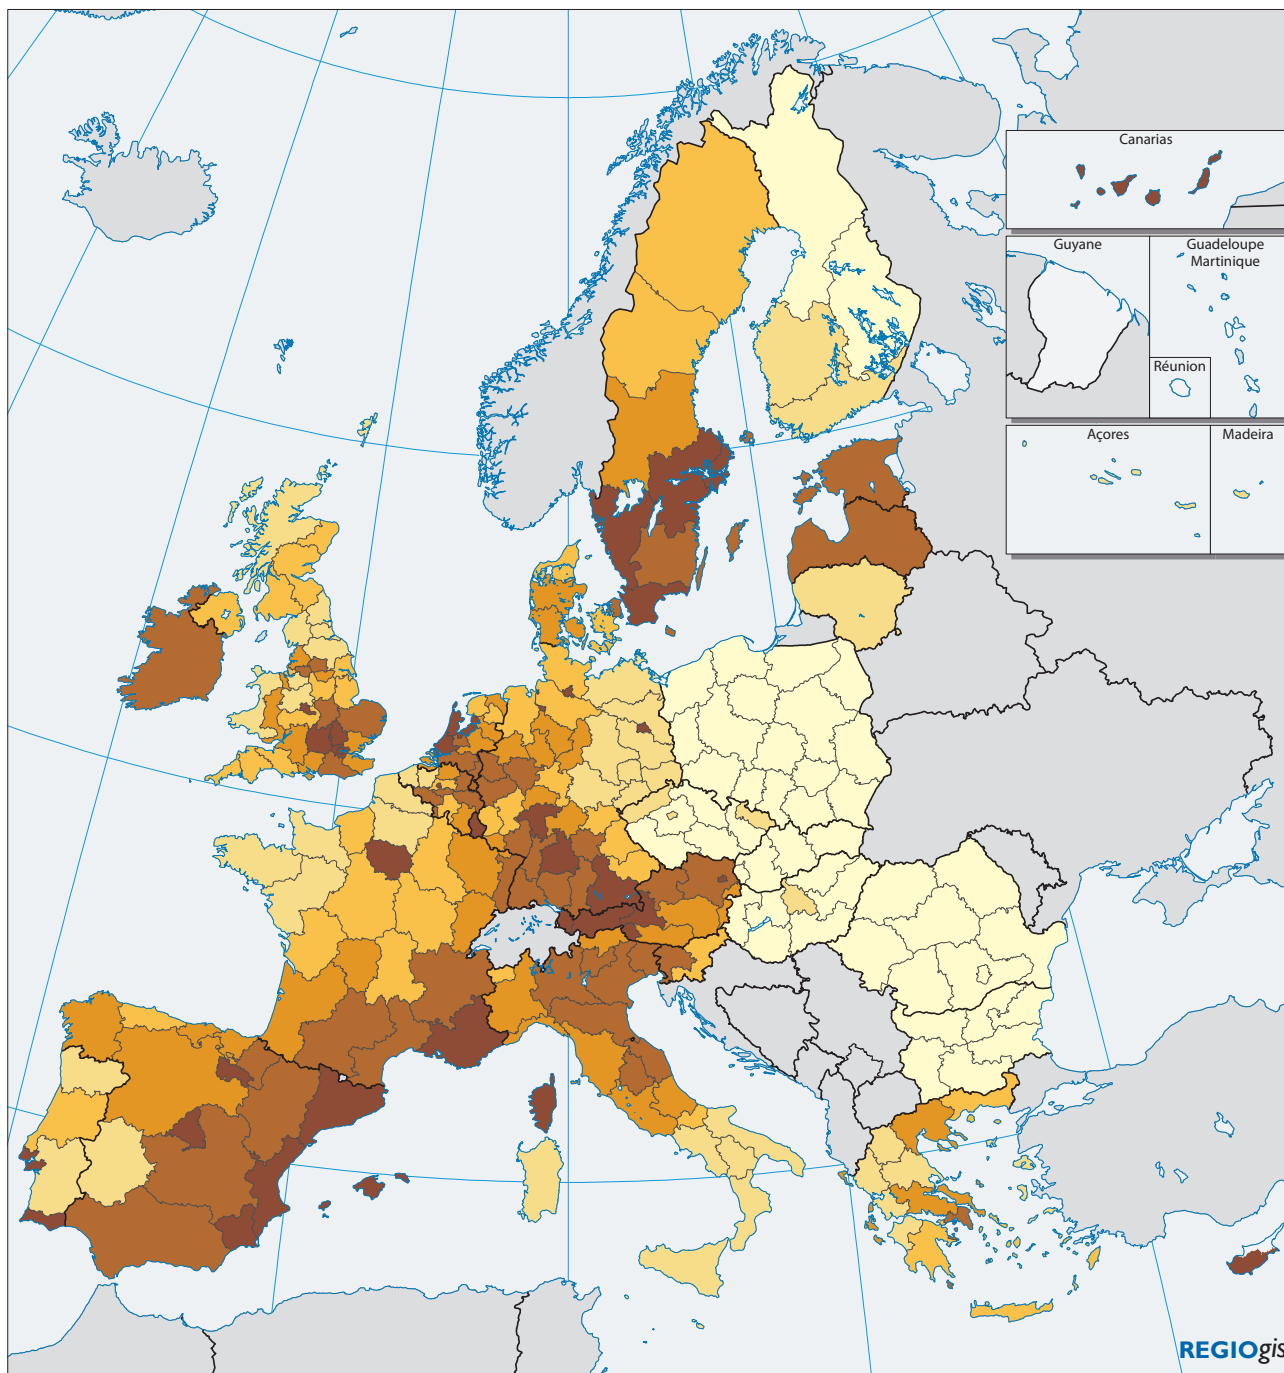 Canarias
Guyane
Guadeloupe
Martinique
Réunion
Açores
Madeira
REGIOgis